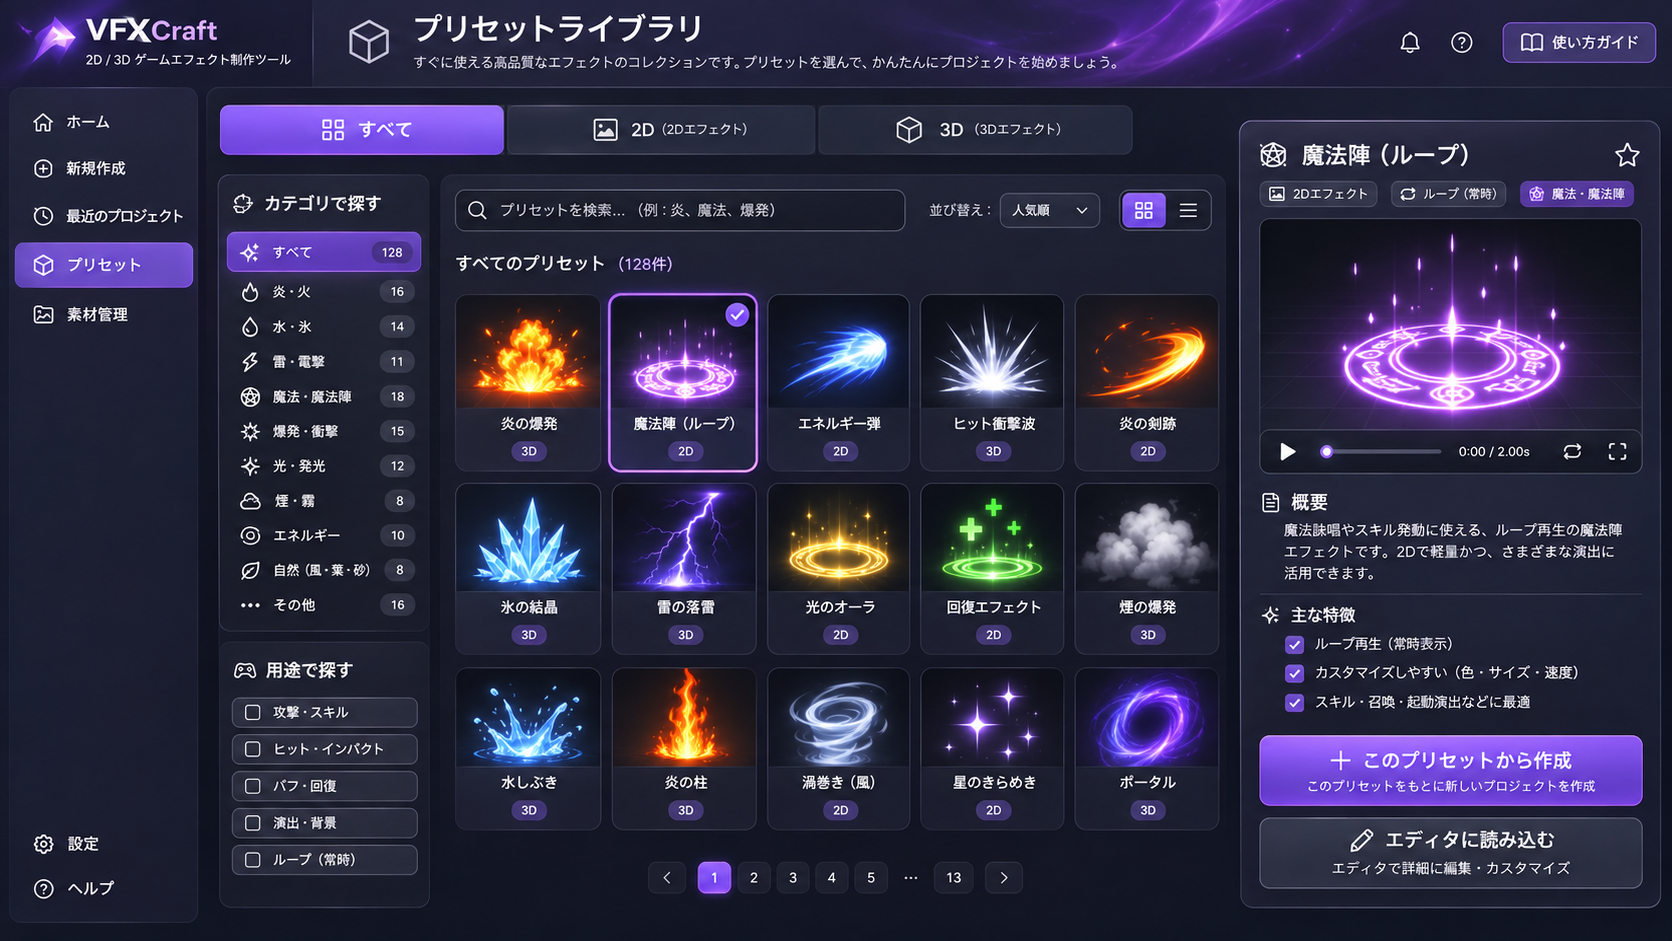 VFXCraft
2D / 3D ゲームエフェクト制作ツール
プリセットライブラリ
すぐに使える高品質なエフェクトのコレクションです。プリセットを選んで、かんたんにプロジェクトを始めましょう。
使い方ガイド
ホーム
新規作成
最近のプロジェクト
プリセット
素材管理
設定
ヘルプ
すべて
2D（2Dエフェクト）
3D（3Dエフェクト）
カテゴリで探す
すべて 128
炎・火 16
水・氷 14
雷・電撃 11
魔法・魔法陣 18
爆発・衝撃 15
光・発光 12
煙・霧 8
エネルギー 10
自然（風・葉・砂） 8
その他 16
用途で探す
攻撃・スキル
ヒット・インパクト
バフ・回復
演出・背景
ループ（常時）
プリセットを検索... （例：炎、魔法、爆発）
並び替え：
人気順
すべてのプリセット （128件）
炎の爆発
3D
魔法陣（ループ）
2D
エネルギー弾
2D
ヒット衝撃波
3D
炎の剣跡
2D
氷の結晶
3D
雷の落雷
3D
光のオーラ
2D
回復エフェクト
2D
煙の爆発
3D
水しぶき
3D
炎の柱
3D
渦巻き（風）
2D
星のきらめき
2D
ポータル
3D
1 2 3 4 5 ... 13
魔法陣（ループ）
2Dエフェクト
ループ（常時）
魔法・魔法陣
0:00 / 2.00s
概要
魔法詠唱やスキル発動に使える、ループ再生の魔法陣
エフェクトです。2Dで軽量かつ、さまざまな演出に
活用できます。
主な特徴
ループ再生（常時表示）
カスタマイズしやすい（色・サイズ・速度）
スキル・召喚・起動演出などに最適
このプリセットから作成
このプリセットをもとに新しいプロジェクトを作成
エディタに読み込む
エディタで詳細に編集・カスタマイズ